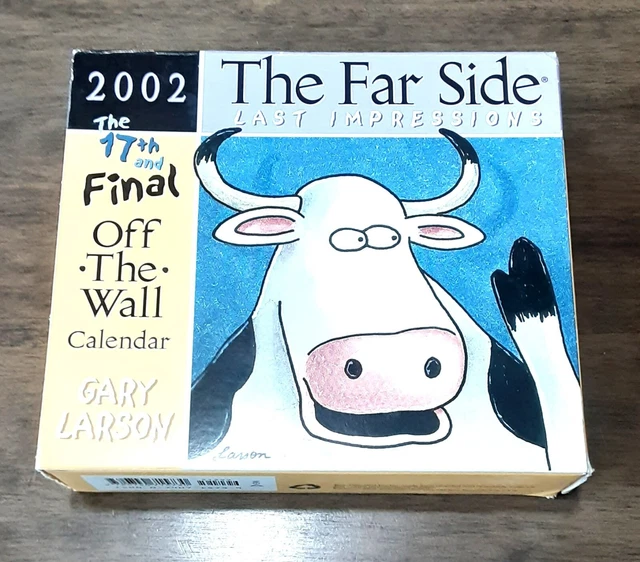 2002
The
17th
and
Final
Off
·The·
Wall
Calendar
GARY
LARSON
The Far Side®
LAST IMPRESSIONS
Larson